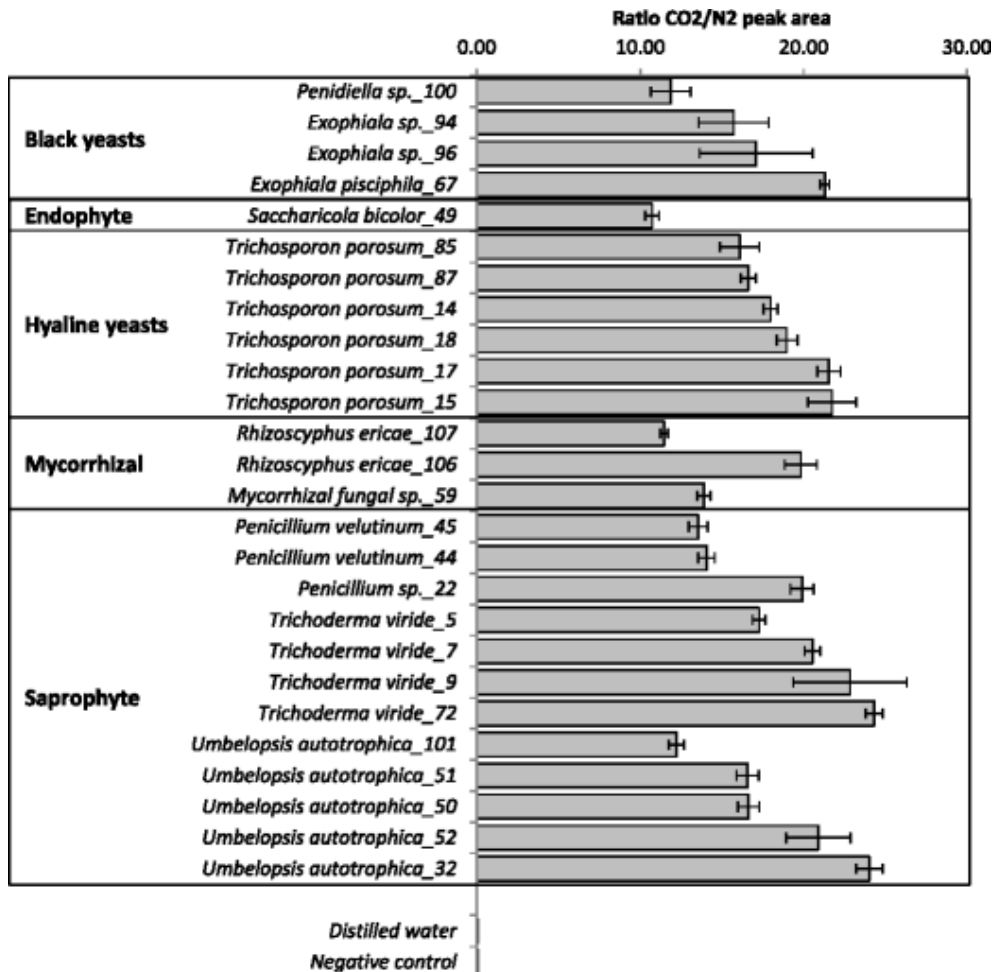 Ratio CO2/N2 peak area
0.00 10.00 20.00 30.00
Black yeasts
Penidiella sp._100
Exophiala sp._94
Exophiala sp._96
Exophiala pisciphila_67
Endophyte
Saccharicola bicolor_49
Hyaline yeasts
Trichosporon porosum_85
Trichosporon porosum_87
Trichosporon porosum_14
Trichosporon porosum_18
Trichosporon porosum_17
Trichosporon porosum_15
Mycorrhizal
Rhizoscyphus ericae_107
Rhizoscyphus ericae_106
Mycorrhizal fungal sp._59
Saprophyte
Penicillium velutinum_45
Penicillium velutinum_44
Penicillium sp._22
Trichoderma viride_5
Trichoderma viride_7
Trichoderma viride_9
Trichoderma viride_72
Umbelopsis autotrophica_101
Umbelopsis autotrophica_51
Umbelopsis autotrophica_50
Umbelopsis autotrophica_52
Umbelopsis autotrophica_32
Distilled water
Negative control